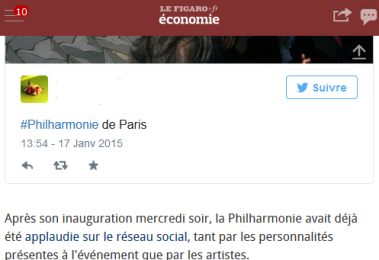 10
LE FIGARO·fr
économie
Suivre
#Philharmonie de Paris
13:54 - 17 Janv 2015
Après son inauguration mercredi soir, la Philharmonie avait déjà
été applaudie sur le réseau social, tant par les personnalités
présentes à l'événement que par les artistes.